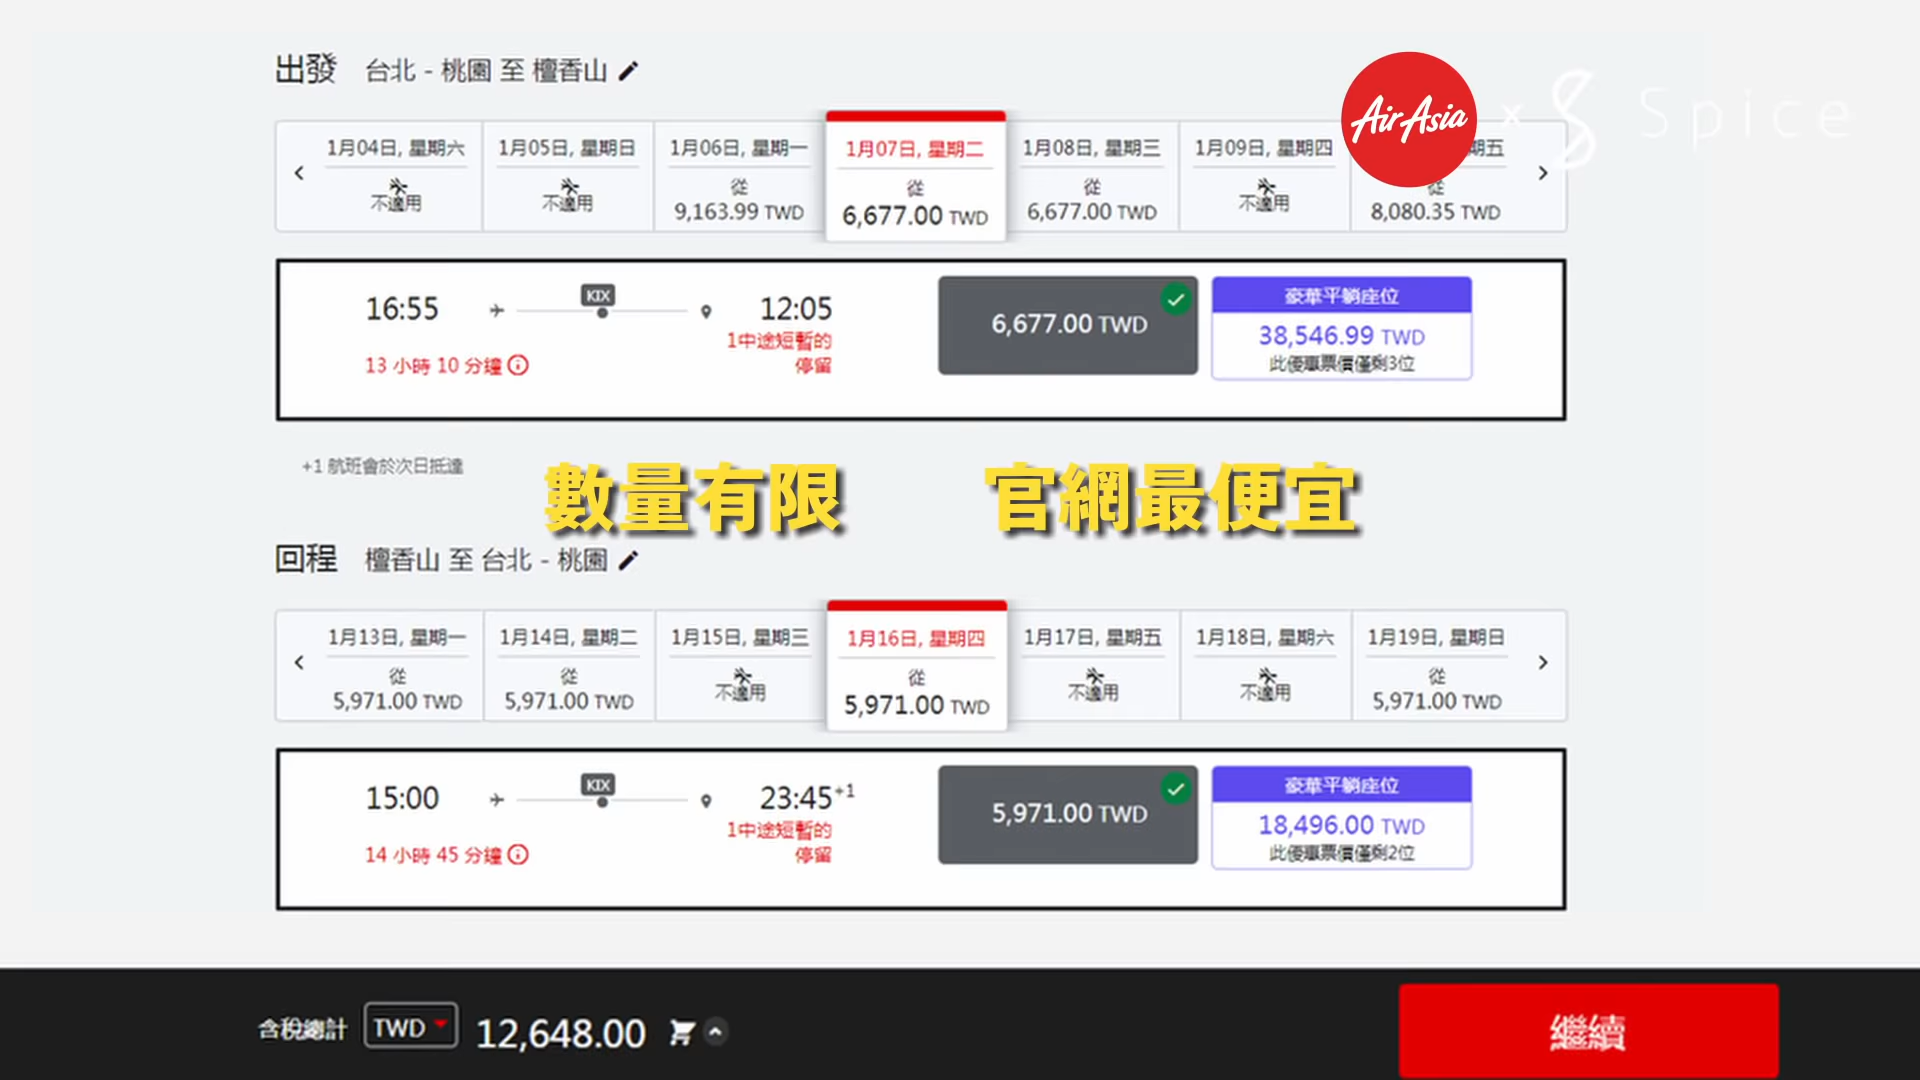 出發 台北 - 桃園 至 檀香山
AirAsia x Spice
1月04日, 星期六 不適用
1月05日, 星期日 不適用
1月06日, 星期一 從 9,163.99 TWD
1月07日, 星期二 從 6,677.00 TWD
1月08日, 星期三 從 6,677.00 TWD
1月09日, 星期四 不適用
期五 從 8,080.35 TWD
16:55 KIX 12:05
13 小時 10 分鐘
1中途短暫的
停留
6,677.00 TWD
豪華平躺座位
38,546.99 TWD
此優惠票價僅剩3位
+1 航班會於次日抵達
數量有限 官網最便宜
回程 檀香山 至 台北 - 桃園
1月13日, 星期一 從 5,971.00 TWD
1月14日, 星期二 從 5,971.00 TWD
1月15日, 星期三 不適用
1月16日, 星期四 從 5,971.00 TWD
1月17日, 星期五 不適用
1月18日, 星期六 不適用
1月19日, 星期日 從 5,971.00 TWD
15:00 KIX 23:45+1
14 小時 45 分鐘
1中途短暫的
停留
5,971.00 TWD
豪華平躺座位
18,496.00 TWD
此優惠票價僅剩2位
含稅總計 TWD 12,648.00
繼續